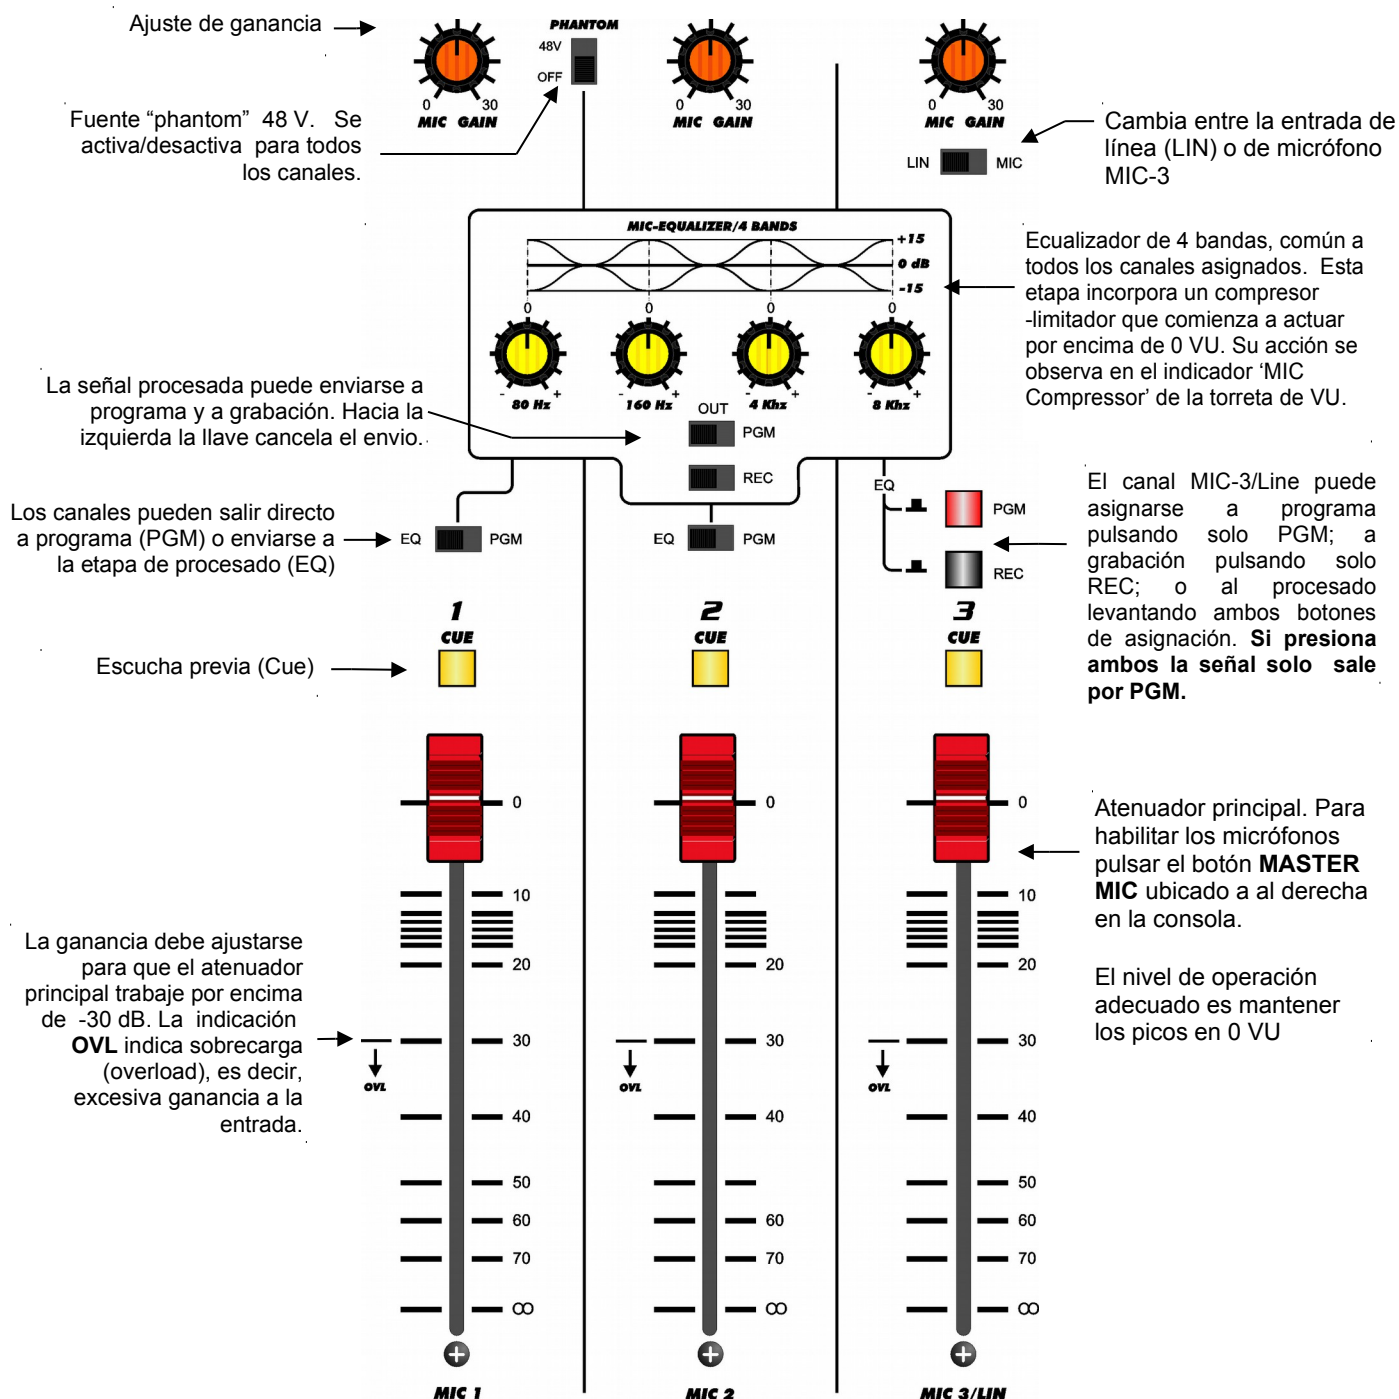 Ajuste de ganancia
PHANTOM
48V
OFF
0 30
MIC GAIN
0 30
MIC GAIN
0 30
MIC GAIN
LIN MIC
Fuente “phantom” 48 V. Se
activa/desactiva para todos
los canales.
Cambia entre la entrada de
línea (LIN) o de micrófono
MIC-3
MIC-EQUALIZER/4 BANDS
+15
0 dB
-15
0 0 0 0
- + - + - + - +
80 Hz 160 Hz 4 Khz 8 Khz
Ecualizador de 4 bandas, común a
todos los canales asignados. Esta
etapa incorpora un compresor
-limitador que comienza a actuar
por encima de 0 VU. Su acción se
observa en el indicador ‘MIC
Compressor’ de la torreta de VU.
La señal procesada puede enviarse a
programa y a grabación. Hacia la
izquierda la llave cancela el envio.
OUT
PGM
REC
Los canales pueden salir directo
a programa (PGM) o enviarse a
la etapa de procesado (EQ)
EQ PGM
EQ PGM
EQ
PGM
REC
El canal MIC-3/Line puede
asignarse a programa
pulsando solo PGM; a
grabación pulsando solo
REC; o al procesado
levantando ambos botones
de asignación. Si presiona
ambos la señal solo sale
por PGM.
1 2 3
CUE CUE CUE
Escucha previa (Cue)
0 0 0
10 10
20 20 20
30 30 30
OVL OVL OVL
40 40 40
50 50
60 60 60
70 70 70
∞ ∞ ∞
Atenuador principal. Para
habilitar los micrófonos
pulsar el botón MASTER
MIC ubicado a al derecha
en la consola.
El nivel de operación
adecuado es mantener
los picos en 0 VU
La ganancia debe ajustarse
para que el atenuador
principal trabaje por encima
de -30 dB. La indicación
OVL indica sobrecarga
(overload), es decir,
excesiva ganancia a la
entrada.
MIC 1 MIC 2 MIC 3/LIN